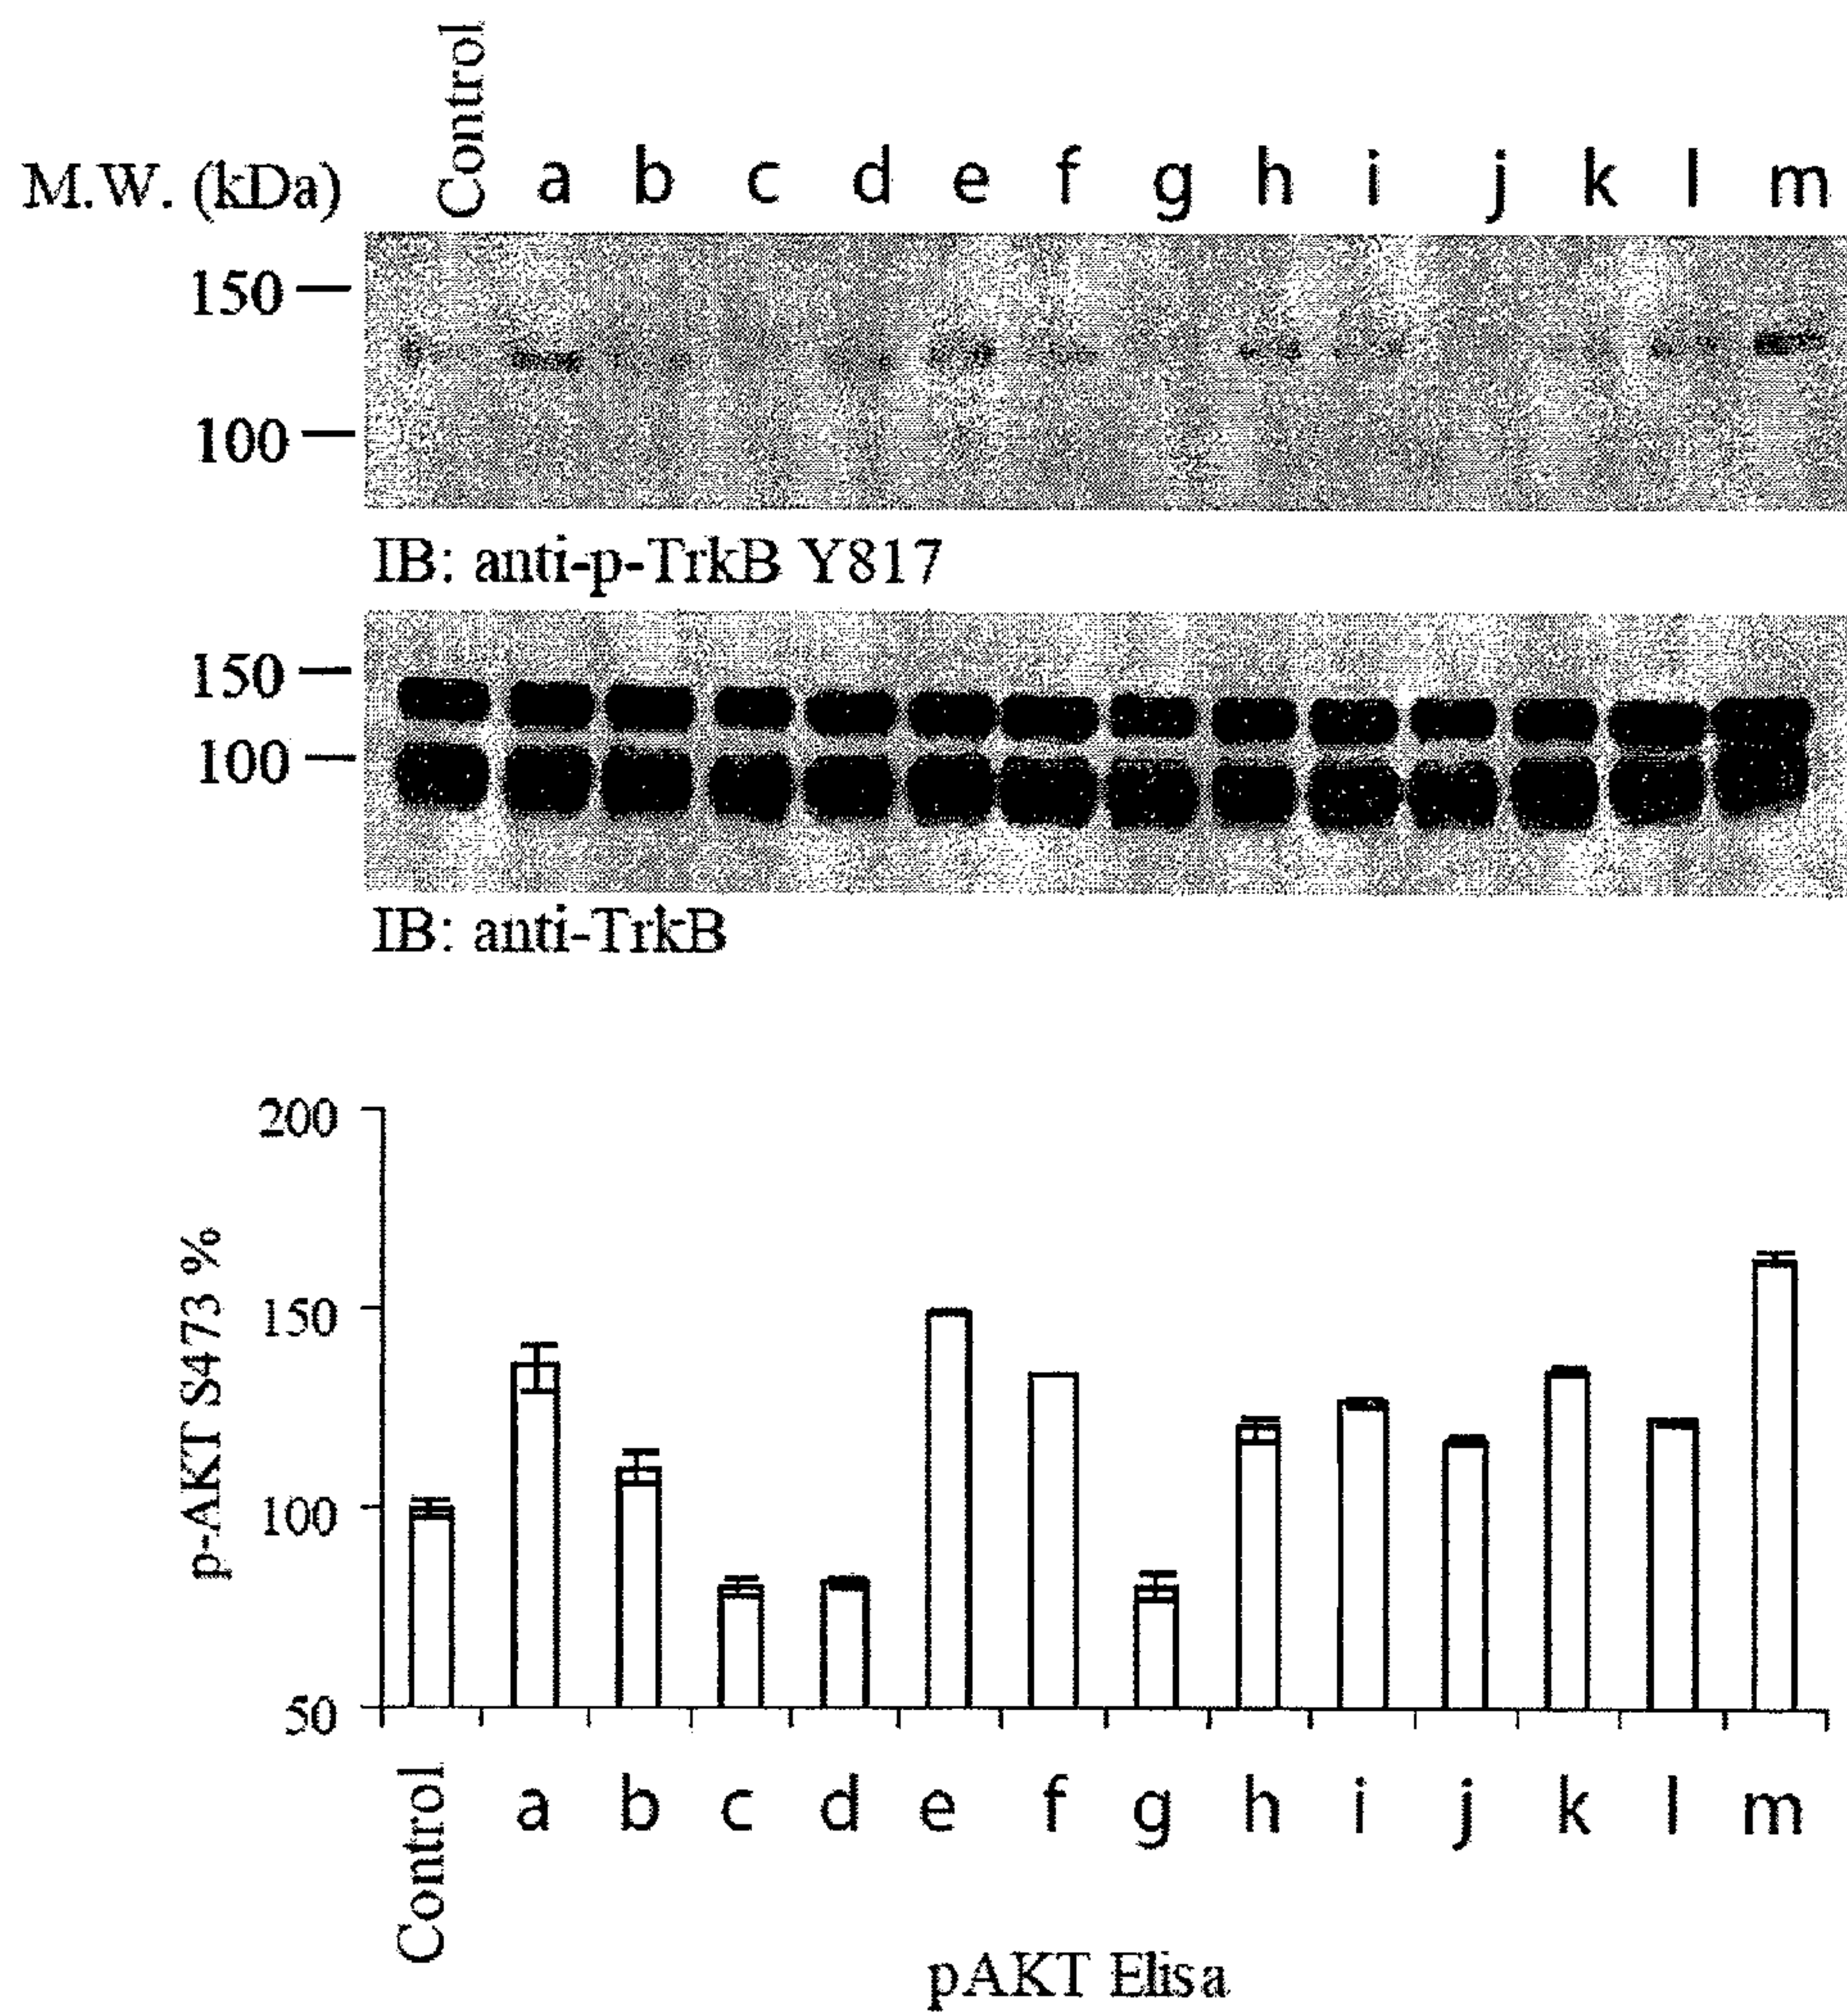 Control
M.W. (kDa) a b c d e f g h i j k l m
150
100
IB: anti-p-TrkB Y817
150
100
IB: anti-TrkB
200
150
100
50
p-AKT S473 %
Control a b c d e f g h i j k l m
pAKT Elisa